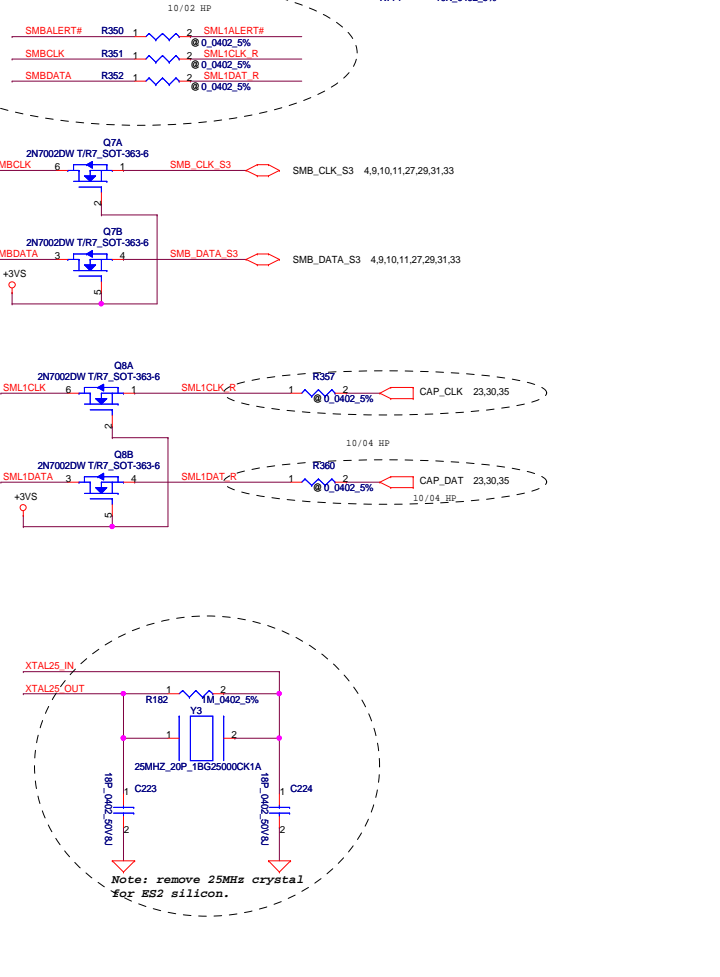 10/02 HP
SMBALERT# R350 1 2 SML1ALERT#
@ 0_0402_5%
SMBCLK R351 1 2 SML1CLK_R
@ 0_0402_5%
SMBDATA R352 1 2 SML1DAT_R
@ 0_0402_5%
Q7A
2N7002DW T/R7_SOT-363-6
MBCLK 6 1 SMB_CLK_S3 SMB_CLK_S3 4,9,10,11,27,29,31,33
2
Q7B
2N7002DW T/R7_SOT-363-6
MBDATA 3 4 SMB_DATA_S3 SMB_DATA_S3 4,9,10,11,27,29,31,33
+3VS
5
Q8A
2N7002DW T/R7_SOT-363-6
R357
SML1CLK 6 1 SML1CLK_R 1 2 CAP_CLK 23,30,35
@ 0_0402_5%
2
10/04 HP
Q8B
2N7002DW T/R7_SOT-363-6
R360
SML1DATA 3 4 SML1DAT_R 1 2 CAP_DAT 23,30,35
@ 0_0402_5%
10/04 HP
+3VS
5
XTAL25_IN
XTAL25_OUT
1 2
R182 1M_0402_5%
Y3
1 2
25MHZ_20P_1BG25000CK1A
18P_0402_50V8J 1 C223 2
18P_0402_50V8J 1 C224 2
Note: remove 25MHz crystal
for ES2 silicon.